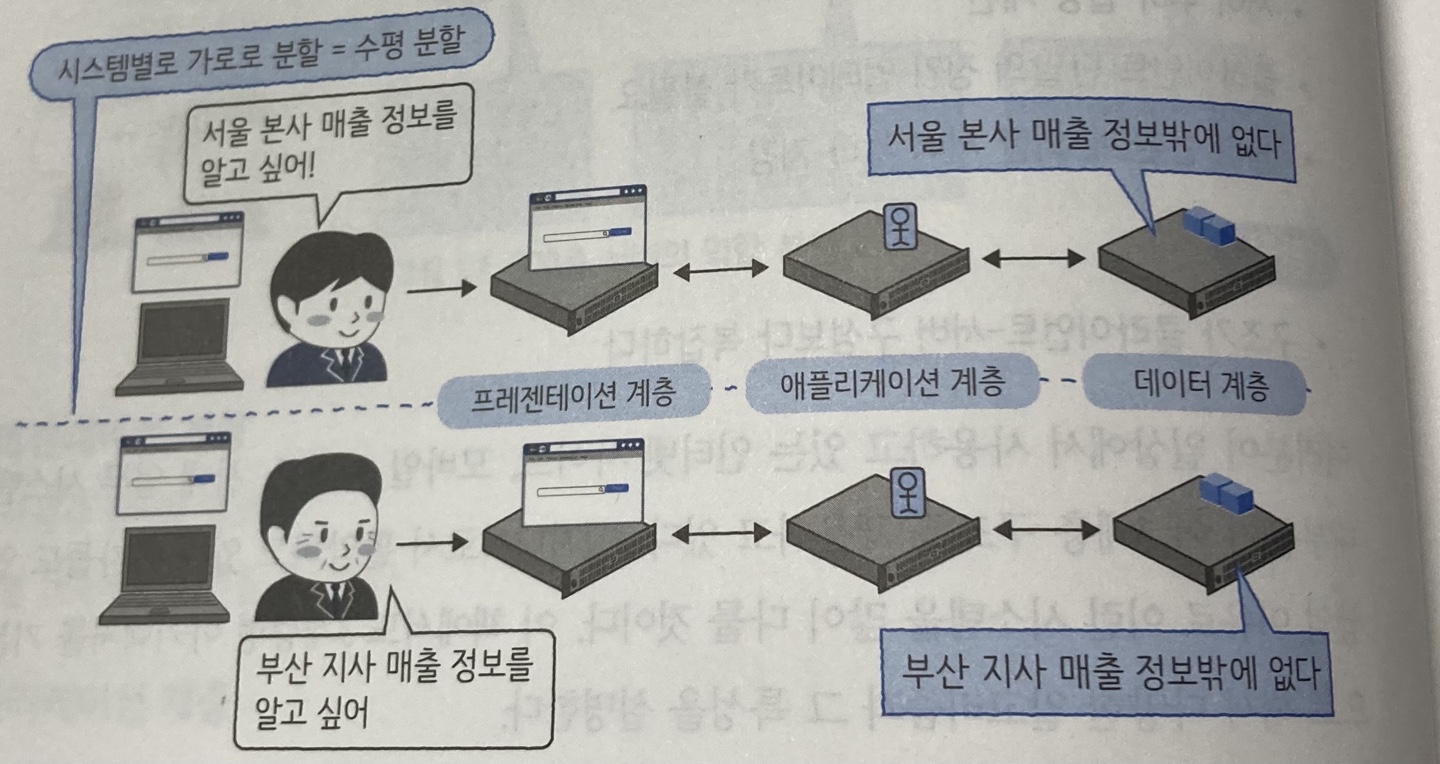 시스템별로 가로로 분할 = 수평 분할
서울 본사 매출 정보를
알고 싶어!
서울 본사 매출 정보밖에 없다
프레젠테이션 계층
애플리케이션 계층
데이터 계층
부산 지사 매출 정보를
알고 싶어
부산 지사 매출 정보밖에 없다